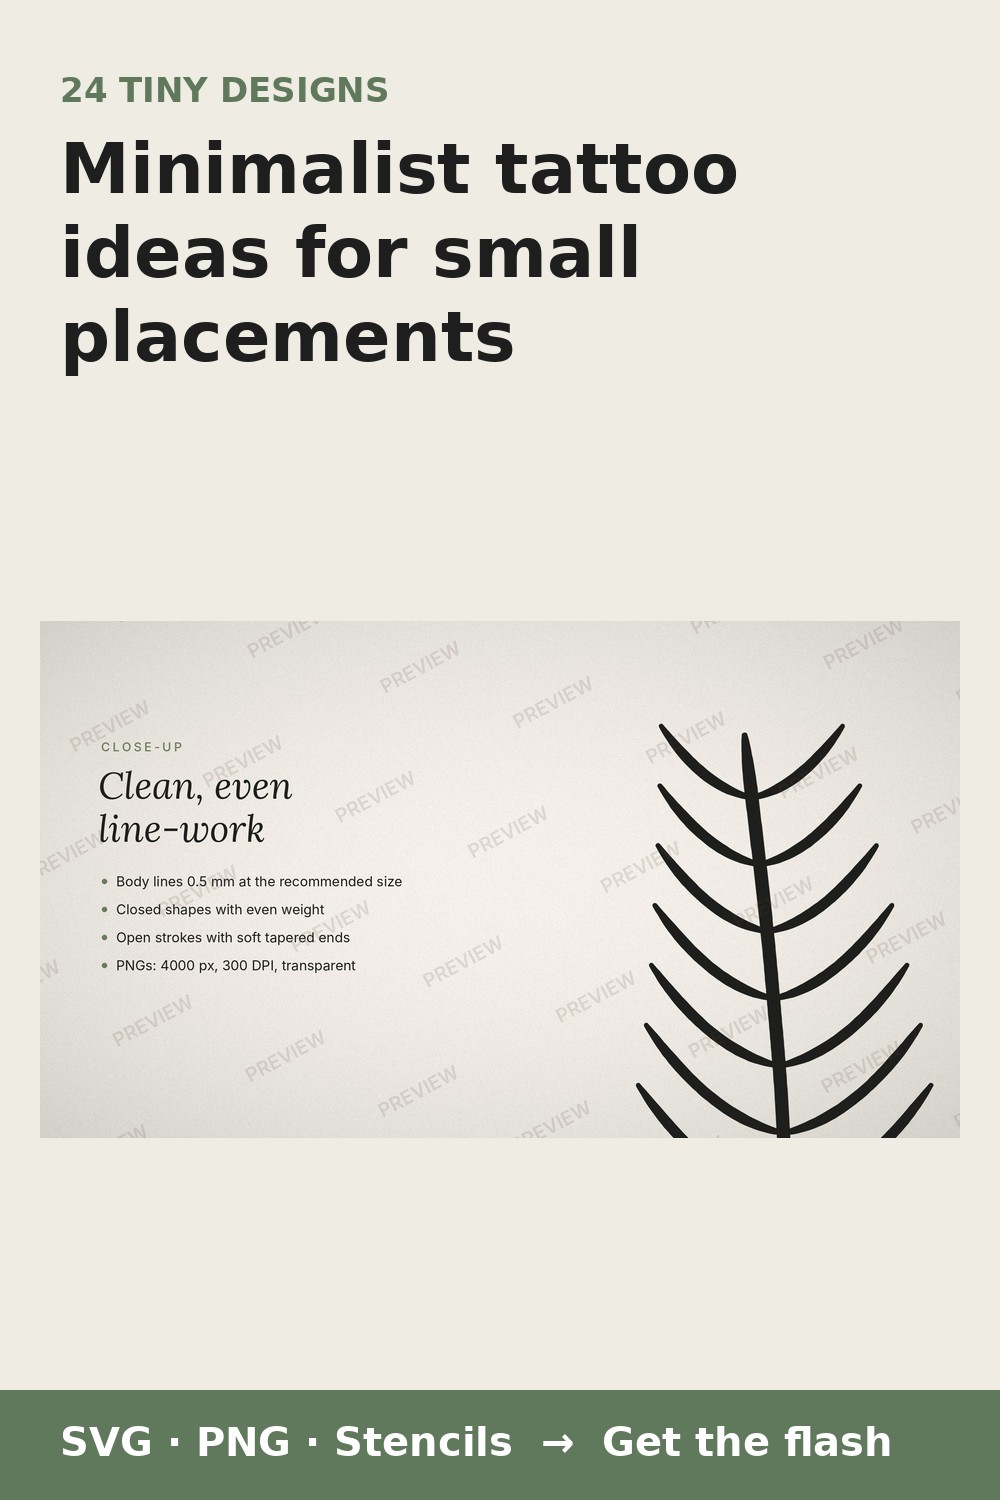 24 TINY DESIGNS
Minimalist tattoo
ideas for small
placements
PREVIEW
CLOSE-UP
Clean, even
line-work
• Body lines 0.5 mm at the recommended size
• Closed shapes with even weight
• Open strokes with soft tapered ends
• PNGs: 4000 px, 300 DPI, transparent
SVG · PNG · Stencils → Get the flash